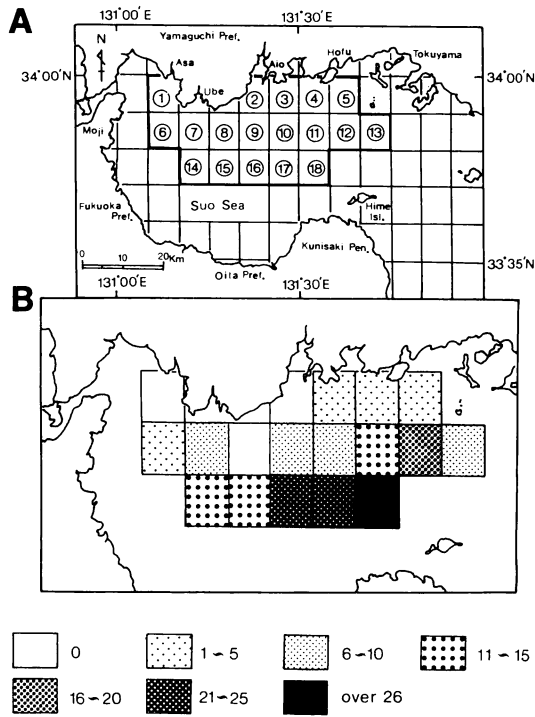 A
131°00′E 131°30′E
N
Yamaguchi Pref.
Asa Aio Hofu Tokuyama
34°00′N 34°00′N
Ube
1 2 3 4 5
Moji
6 7 8 9 10 11 12 13
14 15 16 17 18
Fukuoka Pref.
Suo Sea
Hime Isl.
Kunisaki Pen.
0 10 20Km
Oita Pref.
33°35′N
131°00′E 131°30′E
B
0 1~5 6~10 11~15
16~20 21~25 over 26